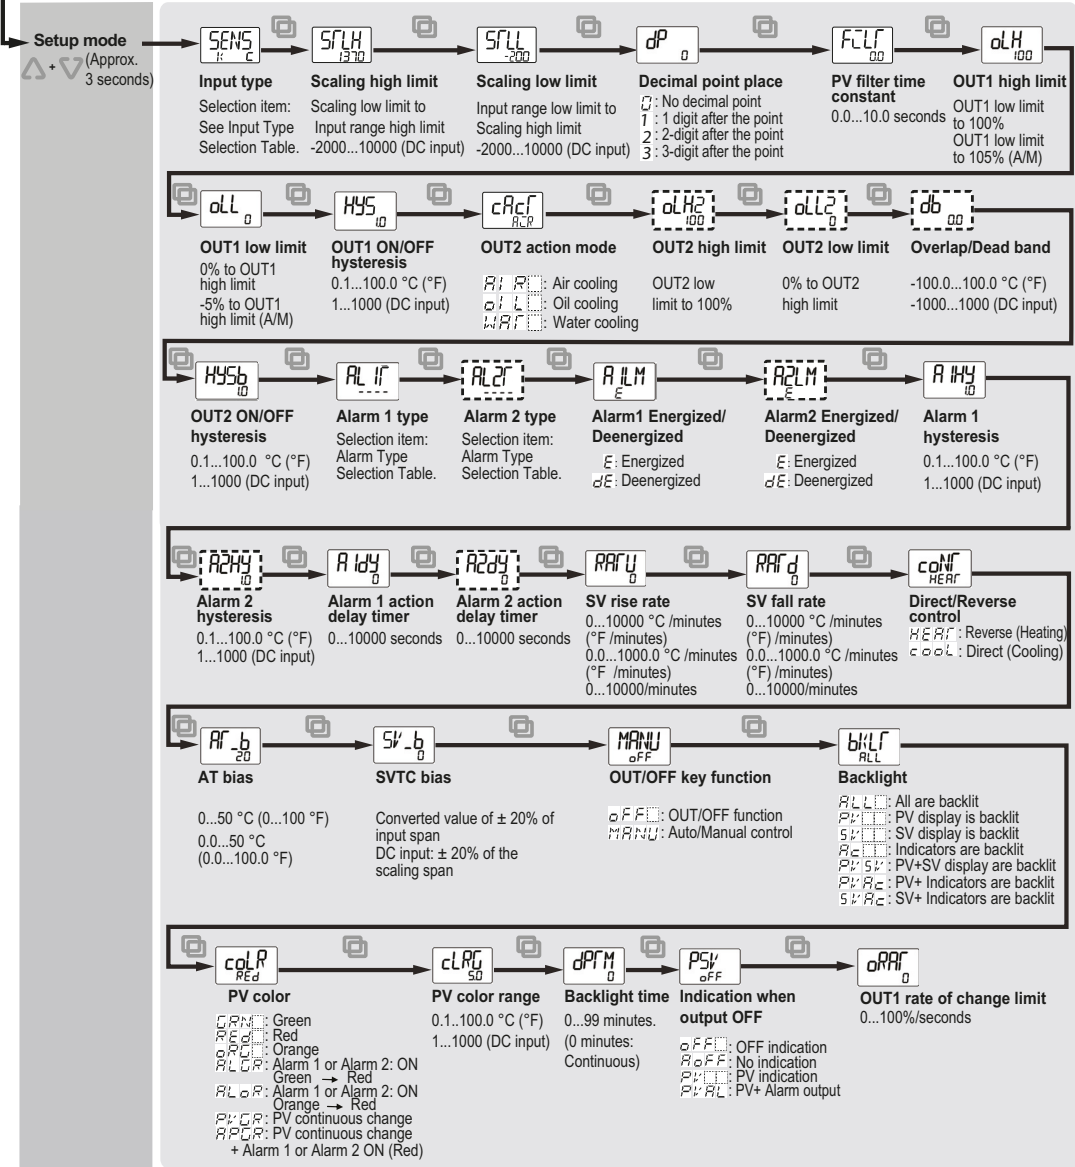 Setup mode
(Approx.
3 seconds)
+
SENS
K C
SFLH
1370
SFLL
-200
dP
0
FILT
0.0
oLH
100
Input type
Selection item:
See Input Type
Selection Table.
Scaling high limit
Scaling low limit to
Input range high limit
-2000...10000 (DC input)
Scaling low limit
Input range low limit to
Scaling high limit
-2000...10000 (DC input)
Decimal point place
0: No decimal point
1: 1 digit after the point
2: 2-digit after the point
3: 3-digit after the point
PV filter time
constant
0.0...10.0 seconds
OUT1 high limit
OUT1 low limit
to 100%
OUT1 low limit
to 105% (A/M)
oLL
0
HYS
1.0
cAcT
AIR
oLH2
100
oLL2
0
db
0.0
OUT1 low limit
0% to OUT1
high limit
-5% to OUT1
high limit (A/M)
OUT1 ON/OFF
hysteresis
0.1...100.0 °C (°F)
1...1000 (DC input)
OUT2 action mode
AIR: Air cooling
oIL: Oil cooling
WAT: Water cooling
OUT2 high limit
OUT2 low
limit to 100%
OUT2 low limit
0% to OUT2
high limit
Overlap/Dead band
-100.0...100.0 °C (°F)
-1000...1000 (DC input)
HYSb
1.0
AL1T
----
AL2T
----
A1LM
E
A2LM
E
A1HY
1.0
OUT2 ON/OFF
hysteresis
0.1...100.0 °C (°F)
1...1000 (DC input)
Alarm 1 type
Selection item:
Alarm Type
Selection Table.
Alarm 2 type
Selection item:
Alarm Type
Selection Table.
Alarm1 Energized/
Deenergized
E: Energized
dE: Deenergized
Alarm2 Energized/
Deenergized
E: Energized
dE: Deenergized
Alarm 1
hysteresis
0.1...100.0 °C (°F)
1...1000 (DC input)
A2HY
1.0
A1dY
0
A2dY
0
RATU
0
RATd
0
coNT
HEAT
Alarm 2
hysteresis
0.1...100.0 °C (°F)
1...1000 (DC input)
Alarm 1 action
delay timer
0...10000 seconds
Alarm 2 action
delay timer
0...10000 seconds
SV rise rate
0...10000 °C /minutes
(°F /minutes)
0.0...1000.0 °C /minutes
(°F /minutes)
0...10000/minutes
SV fall rate
0...10000 °C /minutes
(°F) /minutes)
0.0...1000.0 °C /minutes
(°F) /minutes)
0...10000/minutes
Direct/Reverse
control
HEAT: Reverse (Heating)
cooL: Direct (Cooling)
AT_b
20
SV_b
0
MANU
oFF
bKLT
ALL
AT bias
0...50 °C (0...100 °F)
0.0...50 °C
(0.0...100.0 °F)
SVTC bias
Converted value of ± 20% of
input span
DC input: ± 20% of the
scaling span
OUT/OFF key function
oFF: OUT/OFF function
MANU: Auto/Manual control
Backlight
ALL: All are backlit
PV: PV display is backlit
SV: SV display is backlit
Ac: Indicators are backlit
PVSV: PV+SV display are backlit
PVAc: PV+ Indicators are backlit
SVAc: SV+ Indicators are backlit
coLR
REd
cLRG
5.0
dPTM
0
PSV
oFF
oRAT
0
PV color
GRN: Green
REd: Red
oRG: Orange
ALGR: Alarm 1 or Alarm 2: ON
Green → Red
ALoR: Alarm 1 or Alarm 2: ON
Orange → Red
PVGR: PV continuous change
APGR: PV continuous change
+ Alarm 1 or Alarm 2 ON (Red)
PV color range
0.1..100.0 °C (°F)
1...1000 (DC input)
Backlight time
0...99 minutes.
(0 minutes:
Continuous)
Indication when
output OFF
oFF: OFF indication
AoFF: No indication
PV: PV indication
PVAL: PV+ Alarm output
OUT1 rate of change limit
0...100%/seconds